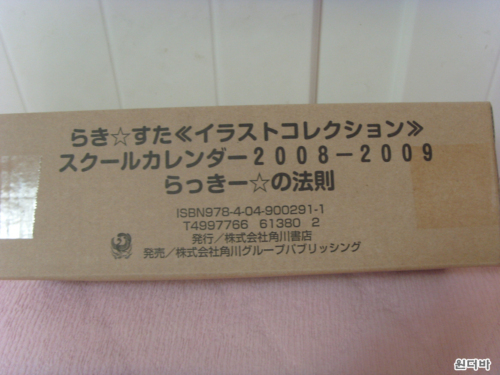 らき☆すた≪イラストコレクション≫
スクールカレンダー2008－2009
らっきー☆の法則
ISBN978-4-04-900291-1
T4997766 61380 2
発行／株式会社角川書店
発売／株式会社角川グループパブリッシング
원더바